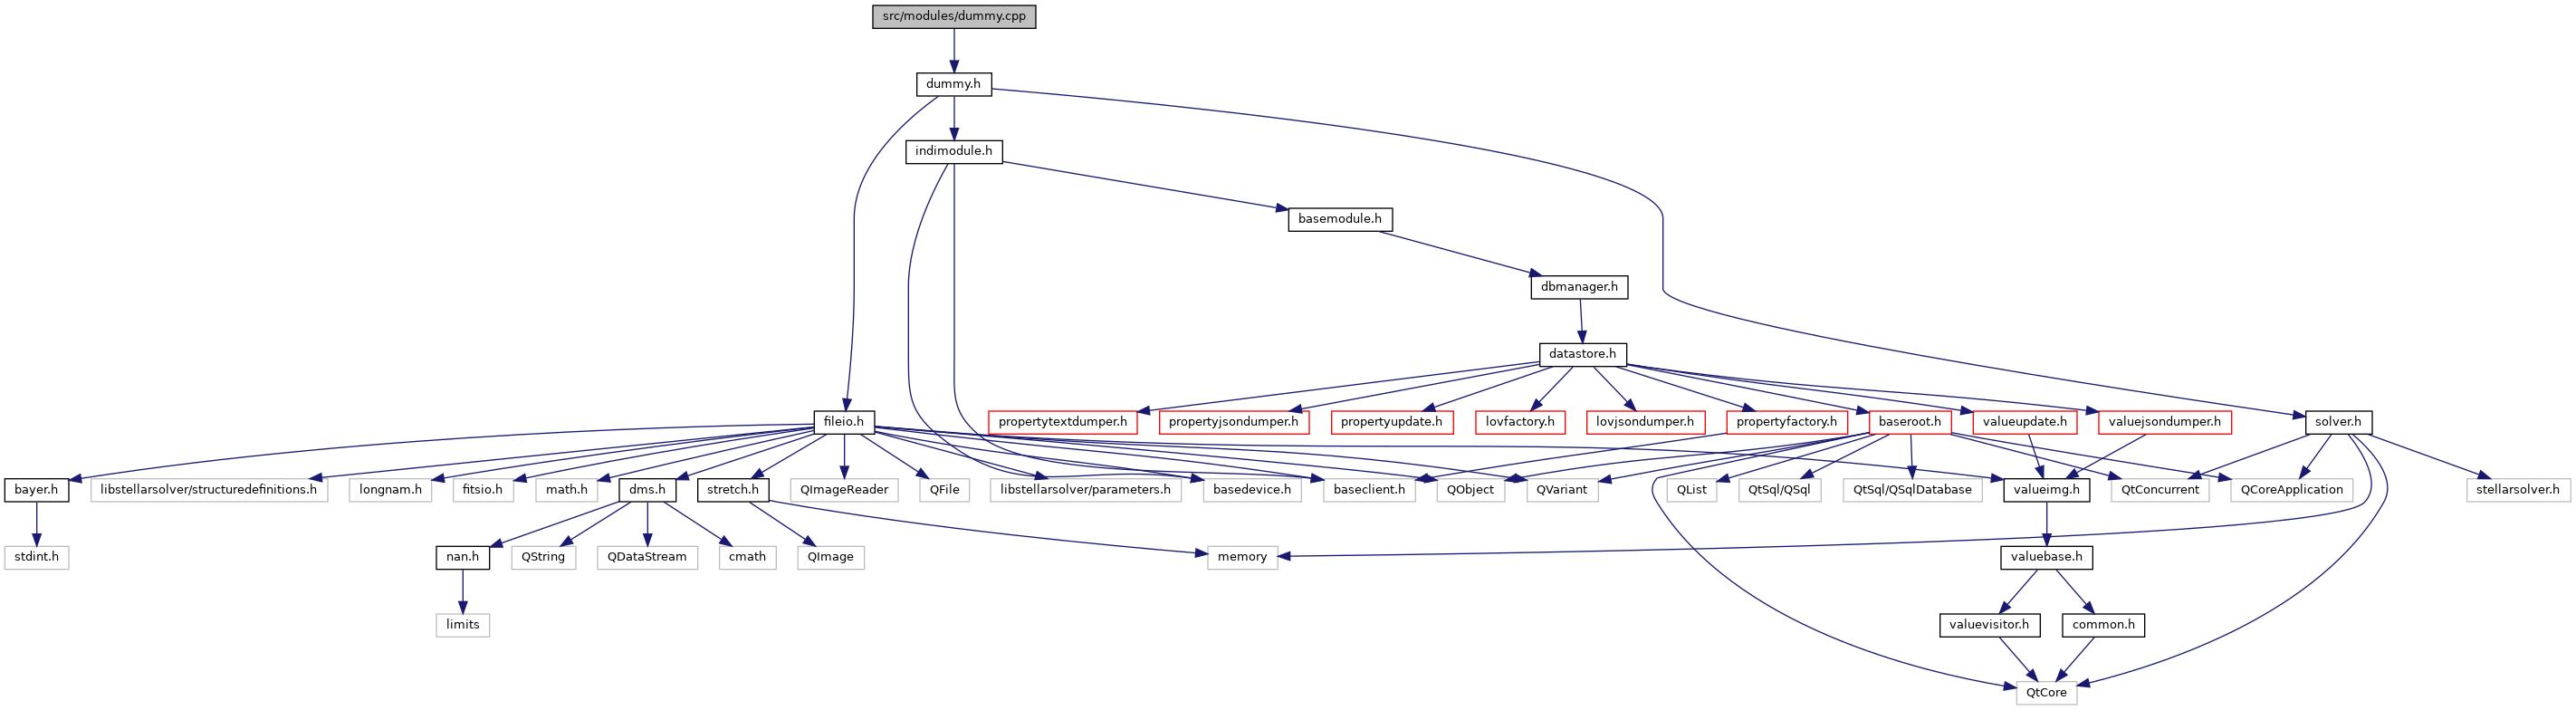 src/modules/dummy.cpp
dummy.h
indimodule.h
basemodule.h
dbmanager.h
datastore.h
fileio.h
propertytextdumper.h
propertyjsondumper.h
propertyupdate.h
lovfactory.h
lovjsondumper.h
propertyfactory.h
baseroot.h
valueupdate.h
valuejsondumper.h
solver.h
bayer.h
libstellarsolver/structuredefinitions.h
longnam.h
fitsio.h
math.h
dms.h
stretch.h
QImageReader
QFile
libstellarsolver/parameters.h
basedevice.h
baseclient.h
QObject
QVariant
QList
QtSql/QSql
QtSql/QSqlDatabase
valueimg.h
QtConcurrent
QCoreApplication
stellarsolver.h
stdint.h
nan.h
QString
QDataStream
cmath
QImage
memory
valuebase.h
limits
valuevisitor.h
common.h
QtCore